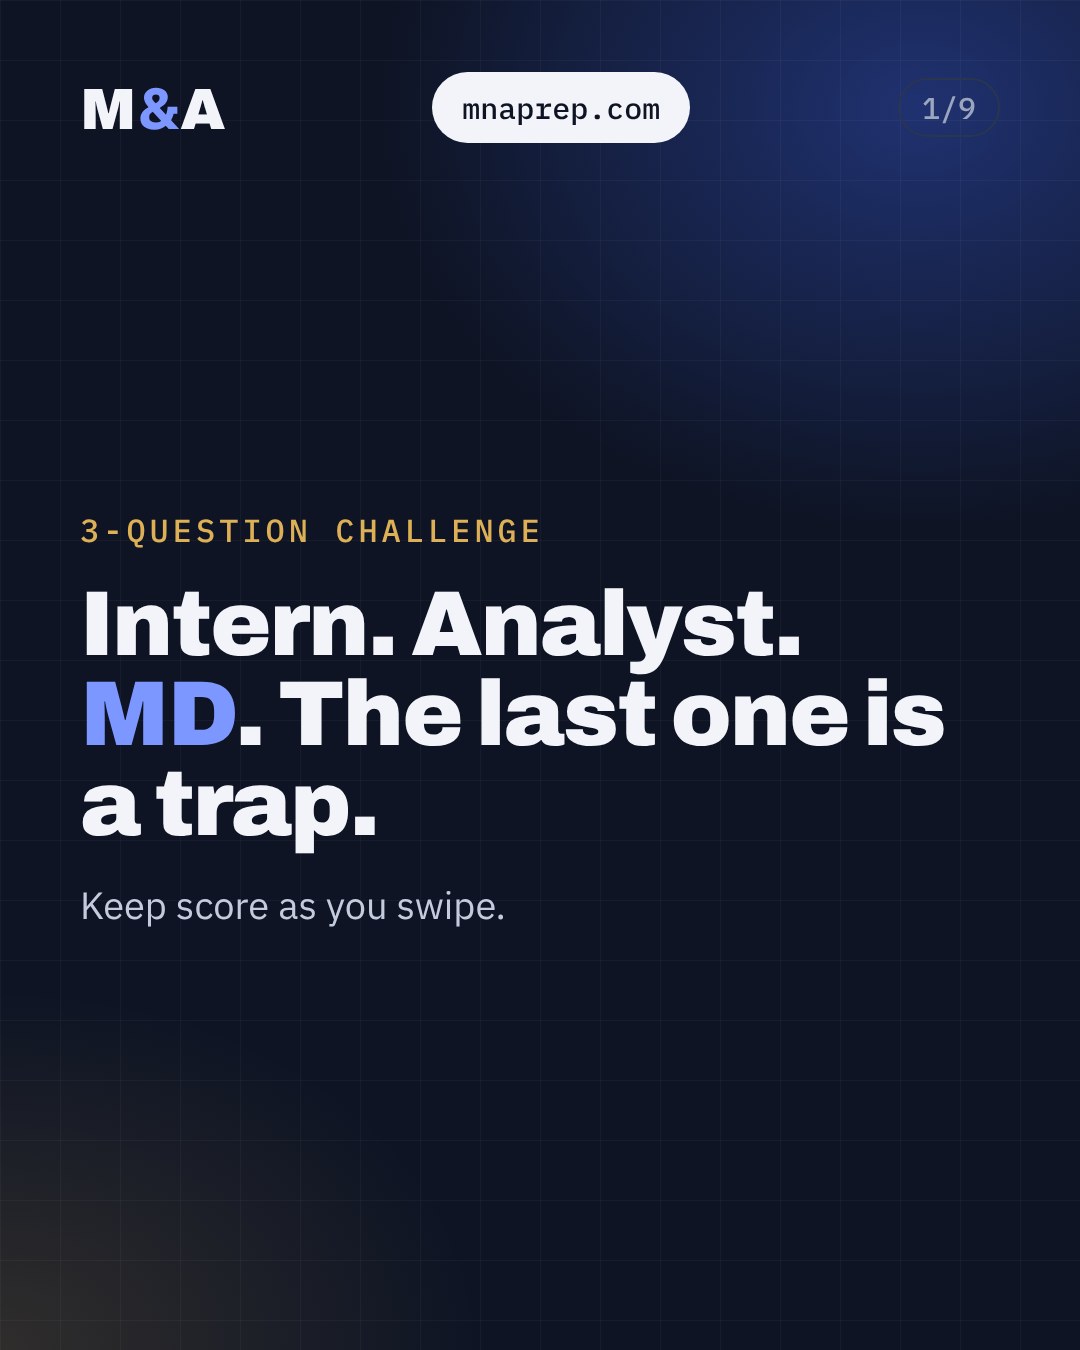 M&A
mnaprep.com
1/9
3-QUESTION CHALLENGE
Intern. Analyst.
MD. The last one is
a trap.
Keep score as you swipe.